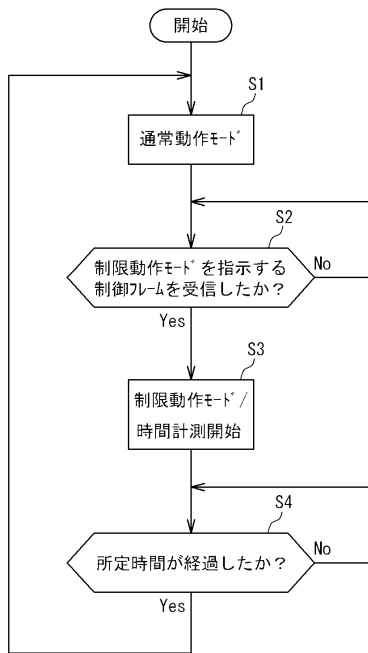 開始
S1
通常動作ﾓｰﾄﾞ
S2
制限動作ﾓｰﾄﾞを指示する
制御ﾌﾚｰﾑを受信したか？
No
Yes
S3
制限動作ﾓｰﾄﾞ/
時間計測開始
S4
所定時間が経過したか？
No
Yes